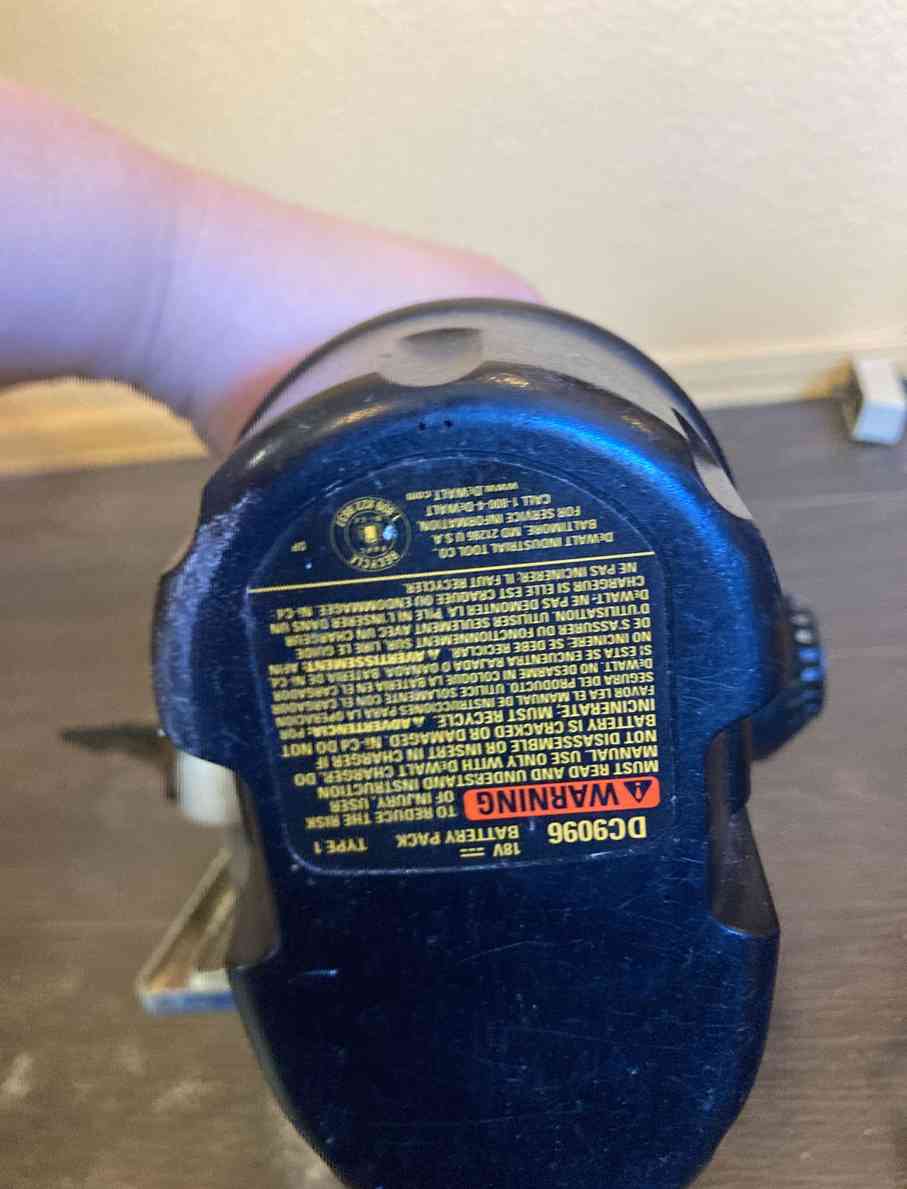 DC9096
18V ⎓ BATTERY PACK TYPE 1
⚠ WARNING TO REDUCE THE RISK
OF INJURY, USER
MUST READ AND UNDERSTAND INSTRUCTION
MANUAL. USE ONLY WITH DEWALT CHARGER. DO
NOT DISASSEMBLE OR INSERT IN CHARGER IF
BATTERY IS CRACKED OR DAMAGED. Ni-Cd DO NOT
INCINERATE, MUST RECYCLE. ⚠ ADVERTENCIA: POR
FAVOR LEA EL MANUAL DE INSTRUCCIONES PARA LA OPERACION
SEGURA DEL PRODUCTO. UTILICE SOLAMENTE CON EL CARGADOR
DEWALT. NO DESARME NI COLOQUE LA BATERIA EN EL CARGADOR
SI ESTA SE ENCUENTRA RAJADA O DAÑADA. BATERIA DE Ni-Cd
NO INCINERE. SE DEBE RECICLAR. ⚠ AVERTISSEMENT: AFIN
DE S'ASSURER DU FONCTIONNEMENT SUR, LIRE LE GUIDE
D'UTILISATION. UTILISER SEULEMENT AVEC UN CHARGEUR
DEWALT- NE PAS DEMONTER LA PILE NI L'INSERER DANS UN
CHARGEUR SI ELLE EST CRAQUEE OU ENDOMMAGEE. Ni-Cd
NE PAS INCINERER. IL FAUT RECYCLER.
DEWALT INDUSTRIAL TOOL CO.
BALTIMORE, MD 21286 U.S.A.
FOR SERVICE INFORMATION,
CALL 1-800-4-DEWALT
www.DEWALT.com
RECYCLE